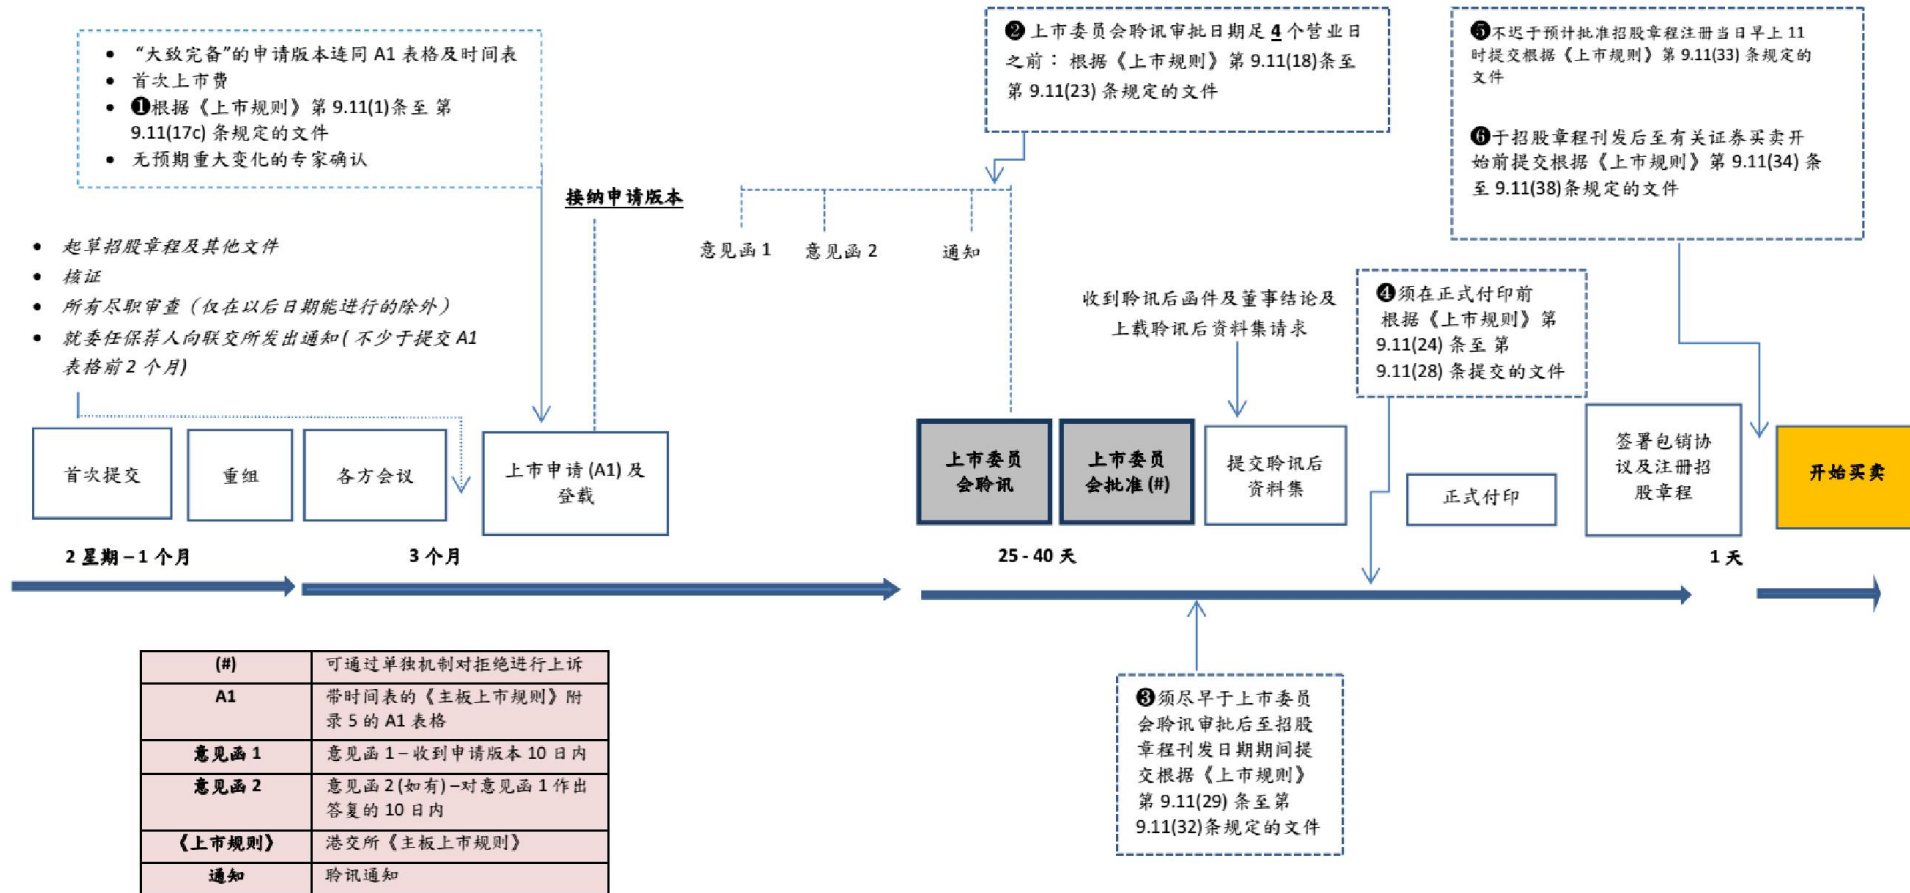 • “大致完备”的申请版本连同 A1 表格及时间表
• 首次上市费
• ❶根据《上市规则》第 9.11(1)条至 第
9.11(17c) 条规定的文件
• 无预期重大变化的专家确认
❷上市委员会聆讯审批日期足 4 个营业日
之前：根据《上市规则》第 9.11(18)条至
第 9.11(23) 条规定的文件
❺不迟于预计批准招股章程注册当日早上 11
时提交根据《上市规则》第 9.11(33) 条规定的
文件
❻于招股章程刊发后至有关证券买卖开
始前提交根据《上市规则》第 9.11(34) 条
至 9.11(38)条规定的文件
接纳申请版本
意见函 1
意见函 2
通知
• 起草招股章程及其他文件
• 核证
• 所有尽职审查（仅在以后日期能进行的除外）
• 就委任保荐人向联交所发出通知( 不少于提交 A1
表格前 2 个月)
收到聆讯后函件及董事结论及
上载聆讯后资料集请求
❹须在正式付印前
根据《上市规则》第
9.11(24) 条至 第
9.11(28) 条提交的文件
首次提交
重组
各方会议
上市申请 (A1) 及
登载
上市委员
会聆讯
上市委员
会批准 (#)
提交聆讯后
资料集
正式付印
签署包销协
议及注册招
股章程
开始买卖
2 星期 – 1 个月
3 个月
25 - 40 天
1 天
❸须尽早于上市委员
会聆讯审批后至招股
章程刊发日期期间提
交根据《上市规则》
第 9.11(29) 条至第
9.11(32)条规定的文件
(#) 可通过单独机制对拒绝进行上诉
A1 带时间表的《主板上市规则》附
录 5 的 A1 表格
意见函 1 意见函 1 – 收到申请版本 10 日内
意见函 2 意见函 2 (如有) –对意见函 1 作出
答复的 10 日内
《上市规则》 港交所《主板上市规则》
通知 聆讯通知